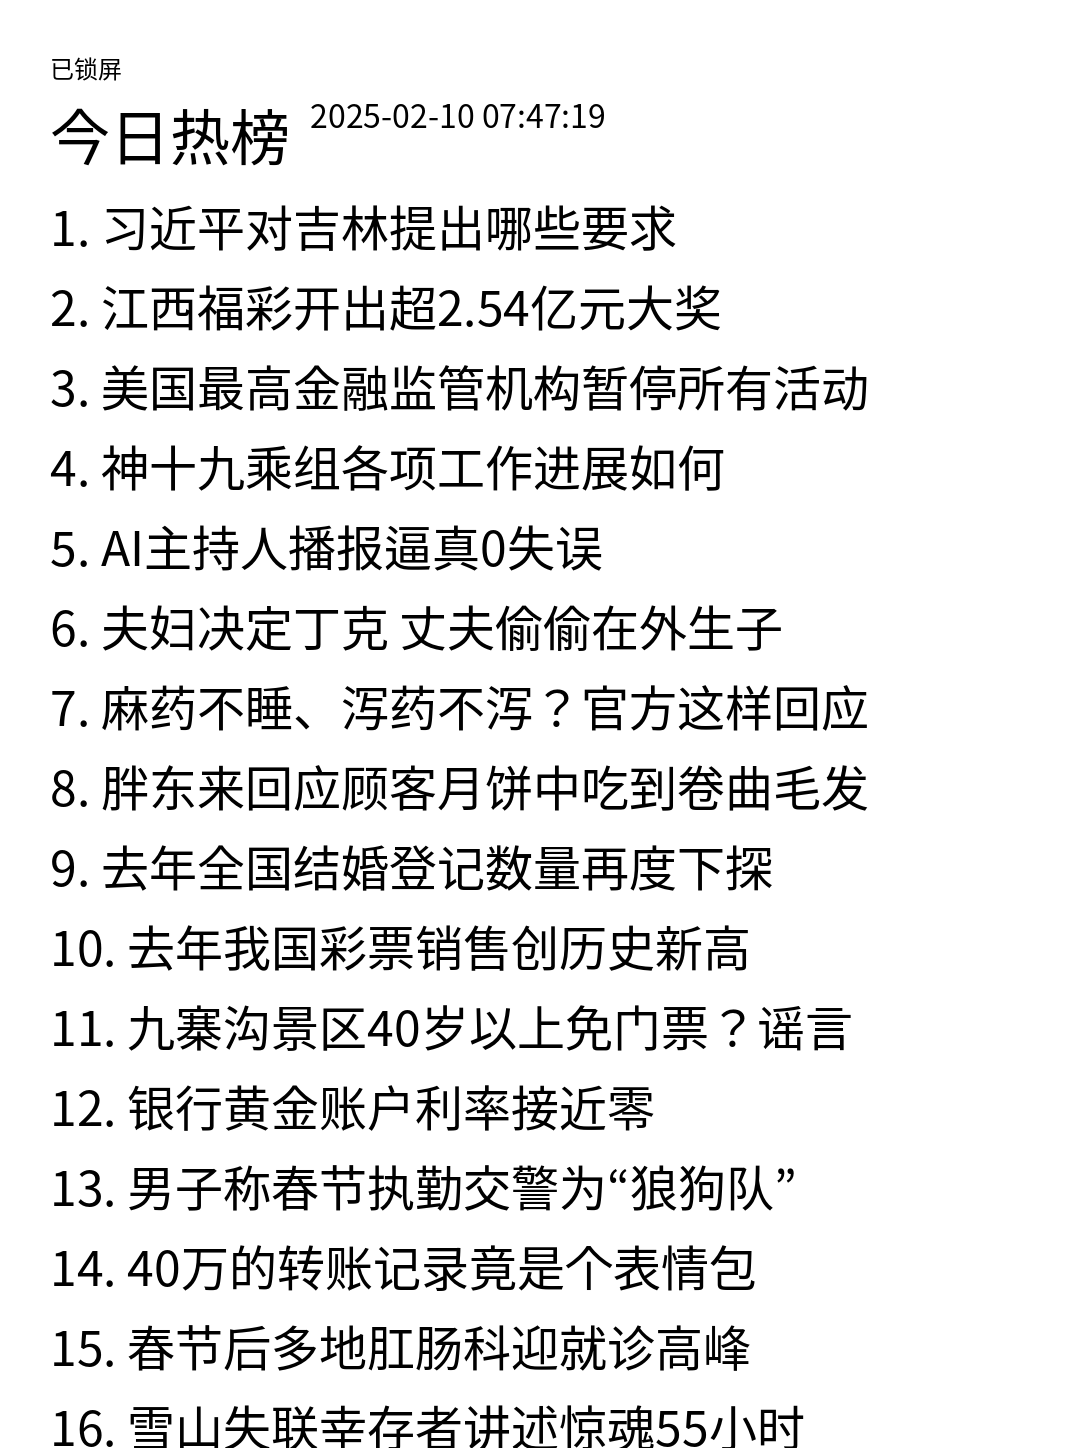 已锁屏
今日热榜 2025-02-10 07:47:19
1. 习近平对吉林提出哪些要求
2. 江西福彩开出超2.54亿元大奖
3. 美国最高金融监管机构暂停所有活动
4. 神十九乘组各项工作进展如何
5. AI主持人播报逼真0失误
6. 夫妇决定丁克 丈夫偷偷在外生子
7. 麻药不睡、泻药不泻？官方这样回应
8. 胖东来回应顾客月饼中吃到卷曲毛发
9. 去年全国结婚登记数量再度下探
10. 去年我国彩票销售创历史新高
11. 九寨沟景区40岁以上免门票？谣言
12. 银行黄金账户利率接近零
13. 男子称春节执勤交警为“狼狗队”
14. 40万的转账记录竟是个表情包
15. 春节后多地肛肠科迎就诊高峰
16. 雪山失联幸存者讲述惊魂55小时